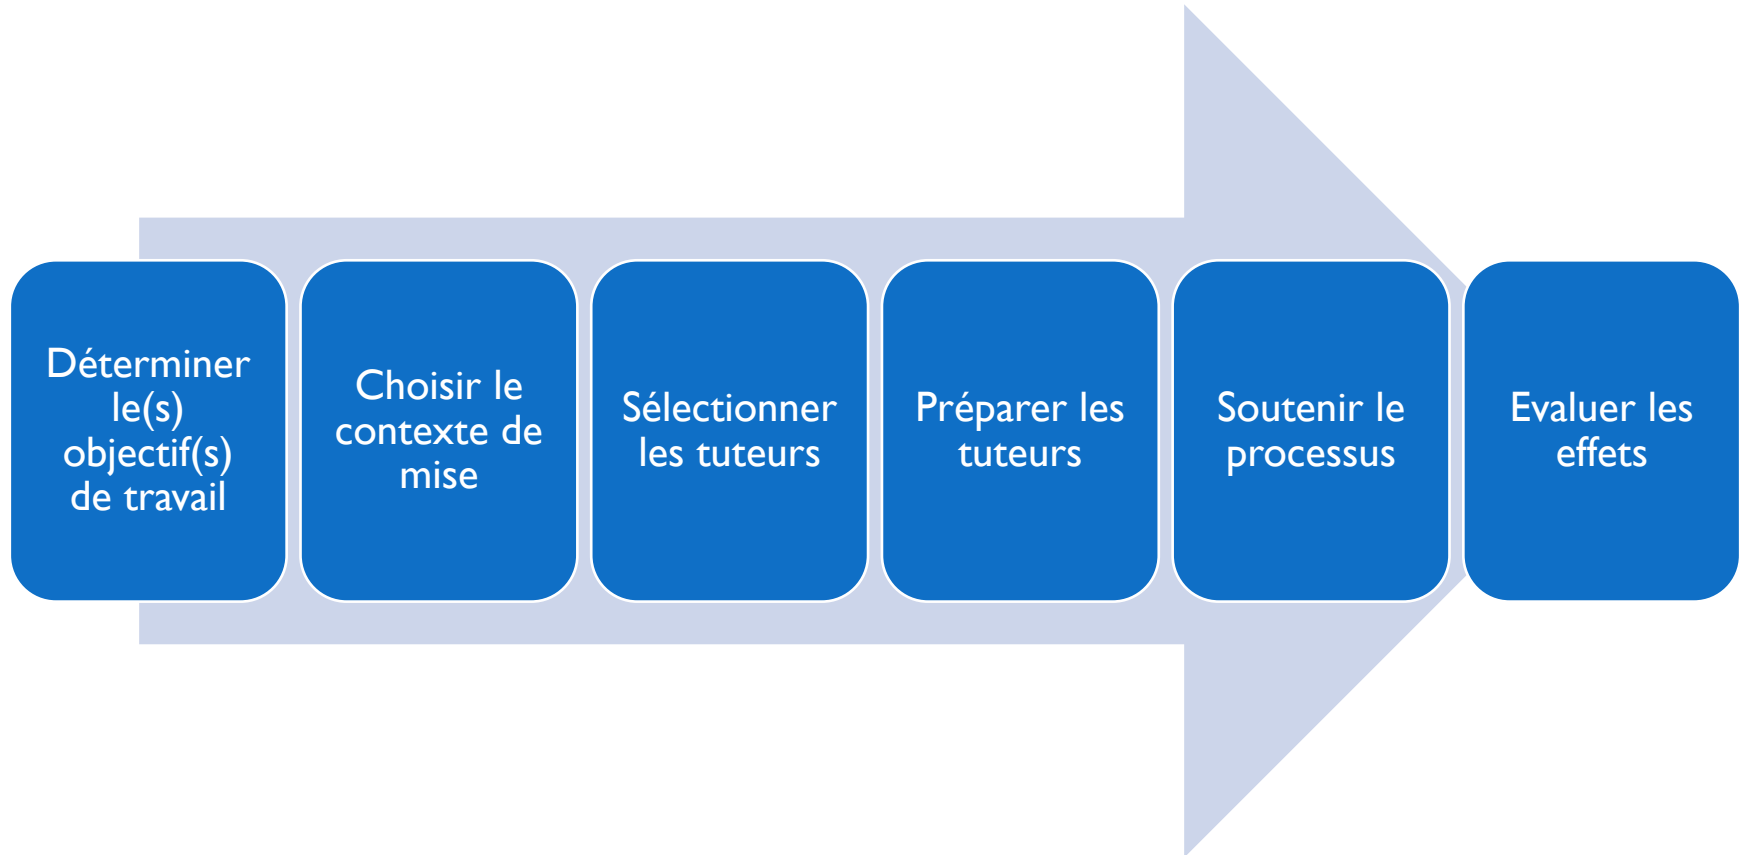 Déterminer
le(s)
objectif(s)
de travail
Choisir le
contexte de
mise
Sélectionner
les tuteurs
Préparer les
tuteurs
Soutenir le
processus
Evaluer les
effets